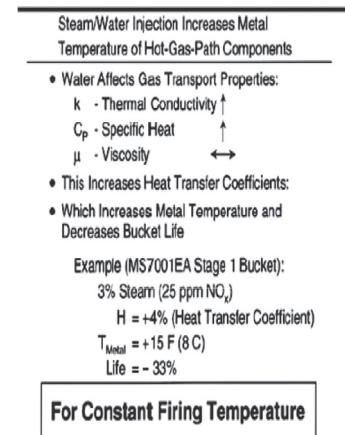 Steam/Water Injection Increases Metal
Temperature of Hot-Gas-Path Components
• Water Affects Gas Transport Properties:
k - Thermal Conductivity ↑
Cₚ - Specific Heat ↑
μ - Viscosity ↔
• This Increases Heat Transfer Coefficients:
• Which Increases Metal Temperature and
Decreases Bucket Life
Example (MS7001EA Stage 1 Bucket):
3% Steam (25 ppm NOₓ)
H = +4% (Heat Transfer Coefficient)
T_Metal = +15 F (8 C)
Life = - 33%
For Constant Firing Temperature